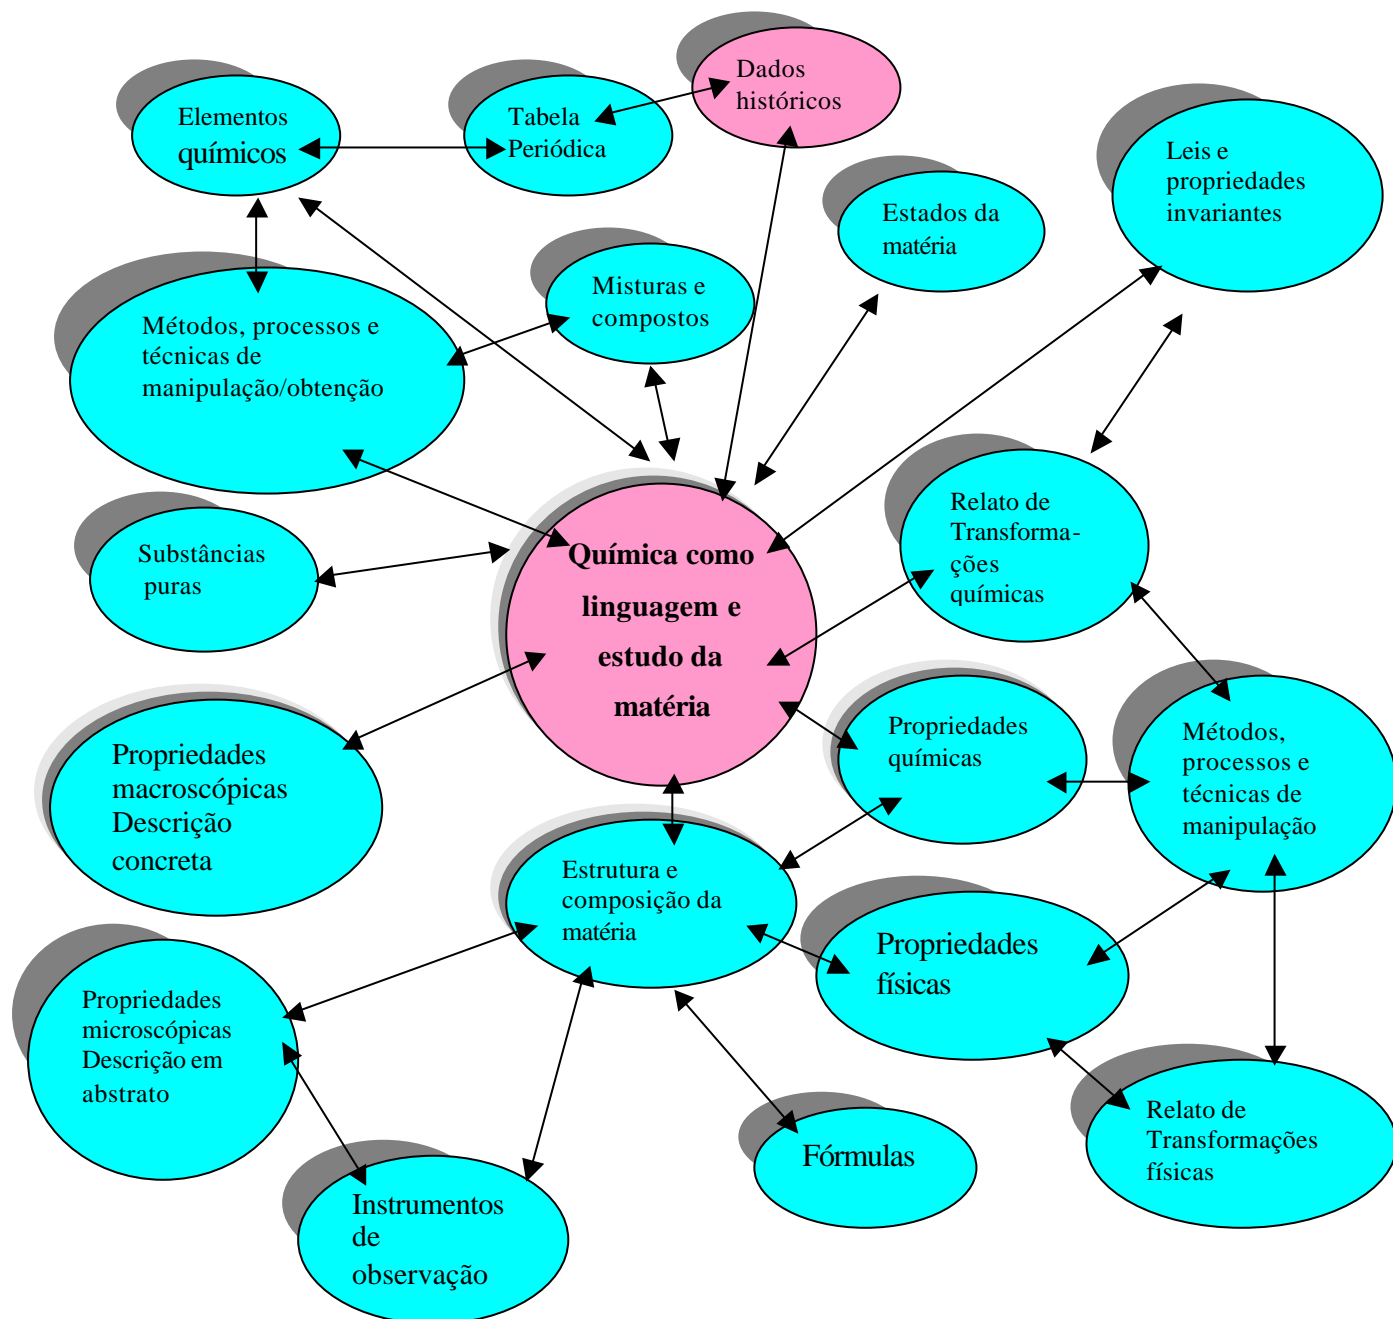 Dados
históricos
Elementos
químicos
Tabela
Periódica
Leis e
propriedades
invariantes
Estados da
matéria
Misturas e
compostos
Métodos, processos e
técnicas de
manipulação/obtenção
Relato de
Transforma-
ções
químicas
Substâncias
puras
Química como
linguagem e
estudo da
matéria
Propriedades
químicas
Métodos,
processos e
técnicas de
manipulação
Propriedades
macroscópicas
Descrição
concreta
Estrutura e
composição da
matéria
Propriedades
físicas
Propriedades
microscópicas
Descrição em
abstrato
Relato de
Transformações
físicas
Fórmulas
Instrumentos
de
observação